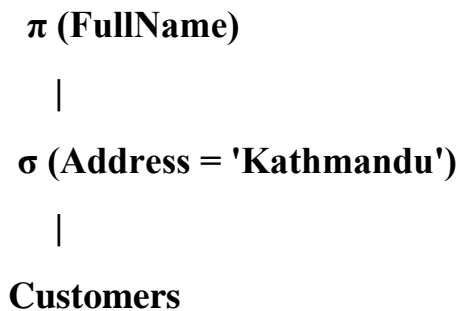 π (FullName)
|
σ (Address = 'Kathmandu')
|
Customers